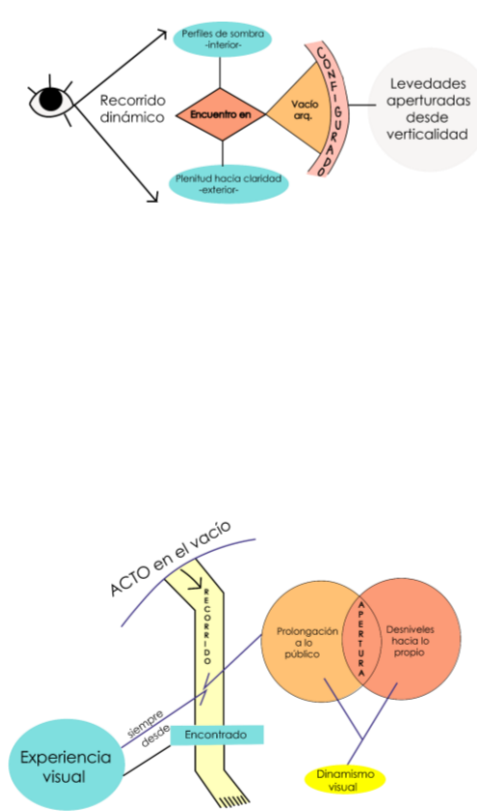 Perfiles de sombra
-interior-
Recorrido
dinámico
Encuentro en
Vacío
arq.
CONFIGURADO
Levedades
aperturadas
desde
verticalidad
Plenitud hacia claridad
-exterior-
ACTO en el vacío
RECORRIDO
Prolongación
a lo
público
APERTURA
Desniveles
hacia lo
propio
siempre
desde
Encontrado
Experiencia
visual
Dinamismo
visual